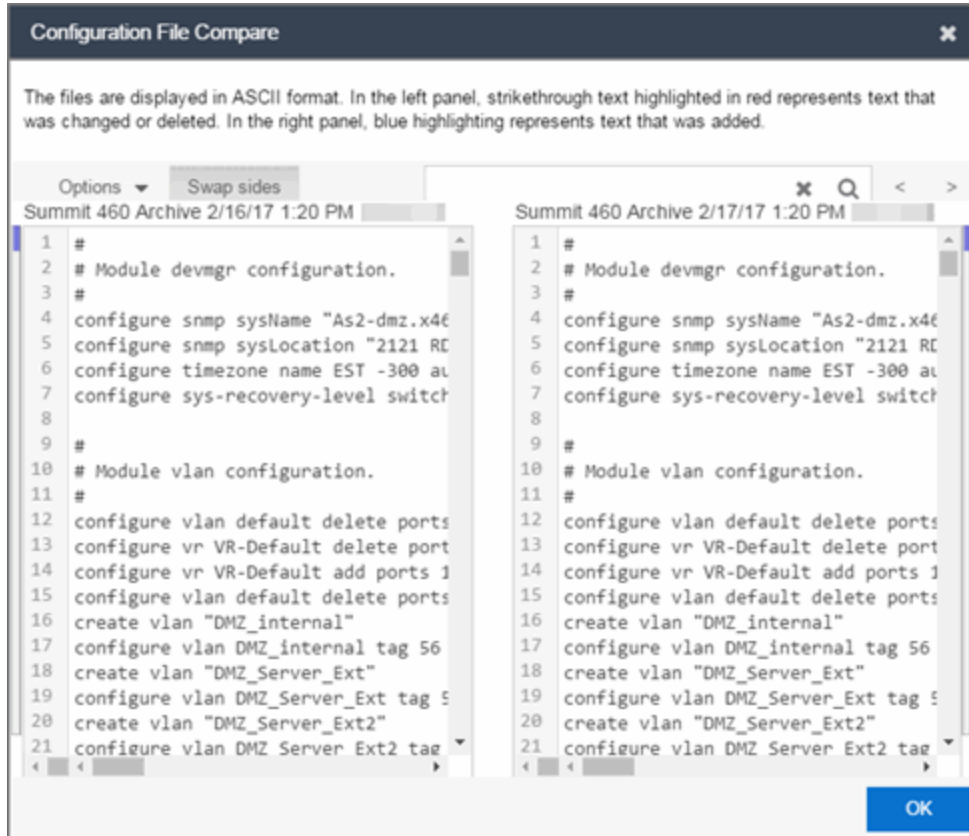 Configuration File Compare
The files are displayed in ASCII format. In the left panel, strikethrough text highlighted in red represents text that
was changed or deleted. In the right panel, blue highlighting represents text that was added.
Options Swap sides
Summit 460 Archive 2/16/17 1:20 PM
1 #
2 # Module devmgr configuration.
3 #
4 configure snmp sysName "As2-dmz.x46
5 configure snmp sysLocation "2121 RD
6 configure timezone name EST -300 au
7 configure sys-recovery-level switch
8
9 #
10 # Module vlan configuration.
11 #
12 configure vlan default delete ports
13 configure vr VR-Default delete port
14 configure vr VR-Default add ports 1
15 configure vlan default delete ports
16 create vlan "DMZ_internal"
17 configure vlan DMZ_internal tag 56
18 create vlan "DMZ_Server_Ext"
19 configure vlan DMZ_Server_Ext tag 5
20 create vlan "DMZ_Server_Ext2"
21 configure vlan DMZ Server Ext2 tag
Summit 460 Archive 2/17/17 1:20 PM
1 #
2 # Module devmgr configuration.
3 #
4 configure snmp sysName "As2-dmz.x46
5 configure snmp sysLocation "2121 RD
6 configure timezone name EST -300 au
7 configure sys-recovery-level switch
8
9 #
10 # Module vlan configuration.
11 #
12 configure vlan default delete ports
13 configure vr VR-Default delete port
14 configure vr VR-Default add ports 1
15 configure vlan default delete ports
16 create vlan "DMZ_internal"
17 configure vlan DMZ_internal tag 56
18 create vlan "DMZ_Server_Ext"
19 configure vlan DMZ_Server_Ext tag 5
20 create vlan "DMZ_Server_Ext2"
21 configure vlan DMZ Server Ext2 tag
OK